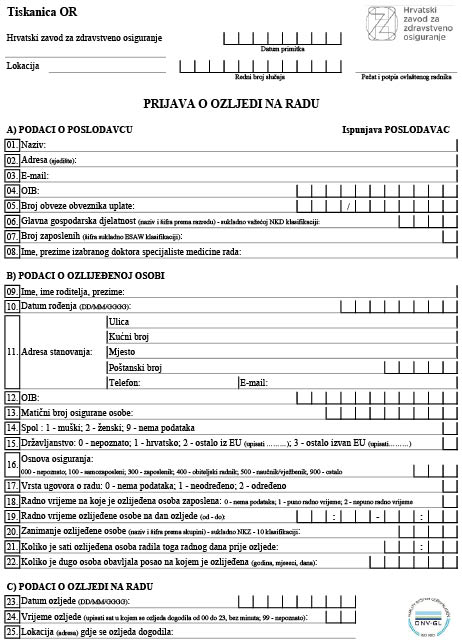 Tiskanica OR
Hrvatski zavod za zdravstveno osiguranje
Hrvatski
zavod za
zdravstveno
osiguranje
Datum primitka
Lokacija
Redni broj slučaja
Pečat i potpis ovlaštenog radnika
PRIJAVA O OZLJEDI NA RADU
A) PODACI O POSLODAVCU Ispunjava POSLODAVAC
01. Naziv:
02. Adresa (sjedište):
03. E-mail:
04. OIB:
05. Broj obveze obveznika uplate: /
06. Glavna gospodarska djelatnost (naziv i šifra prema razredu) - sukladno važećoj NKD klasifikaciji:
07. Broj zaposlenih (šifra sukladno ESAW klasifikaciji):
08. Ime, prezime izabranog doktora specijaliste medicine rada:
B) PODACI O OZLIJEĐENOJ OSOBI
09. Ime, ime roditelja, prezime:
10. Datum rođenja (DD/MM/GGGG):
11. Adresa stanovanja:
Ulica
Kućni broj
Mjesto
Poštanski broj
Telefon: E-mail:
12. OIB:
13. Matični broj osigurane osobe:
14. Spol : 1 - muški; 2 - ženski; 9 - nema podataka
15. Državljanstvo: 0 - nepoznato; 1 - hrvatsko; 2 - ostalo iz EU (upisati .........); 3 - ostalo izvan EU (upisati.........)
16. Osnova osiguranja:
000 - nepoznato; 100 - samozaposleni; 300 - zaposlenik; 400 - obiteljski radnik; 500 - naučnik/vježbenik, 900 - ostalo
17. Vrsta ugovora o radu: 0 - nema podataka; 1 - neodređeno; 2 - određeno
18. Radno vrijeme na koje je ozlijeđena osoba zaposlena: 0 - nema podataka; 1 - puno radno vrijeme; 2 - nepuno radno vrijeme
19. Radno vrijeme ozlijeđene osobe na dan ozljede (od - do): : - :
20. Zanimanje ozlijeđene osobe (naziv i šifra prema skupini) - sukladno NKZ - 10 klasifikaciji:
21. Koliko je sati ozlijeđena osoba radila toga radnog dana prije ozljede: :
22. Koliko je dugo osoba obavljala posao na kojem je ozlijeđena (godina, mjeseci, dana):
C) PODACI O OZLJEDI NA RADU
23. Datum ozljede (DD/MM/GGGG):
24. Vrijeme ozljede (upisati sat u kojem se ozljeda dogodila od 00 do 23, bez minuta; 99 - nepoznato):
25. Lokacija (adresa) gdje se ozljeda dogodila:
DNV·GL